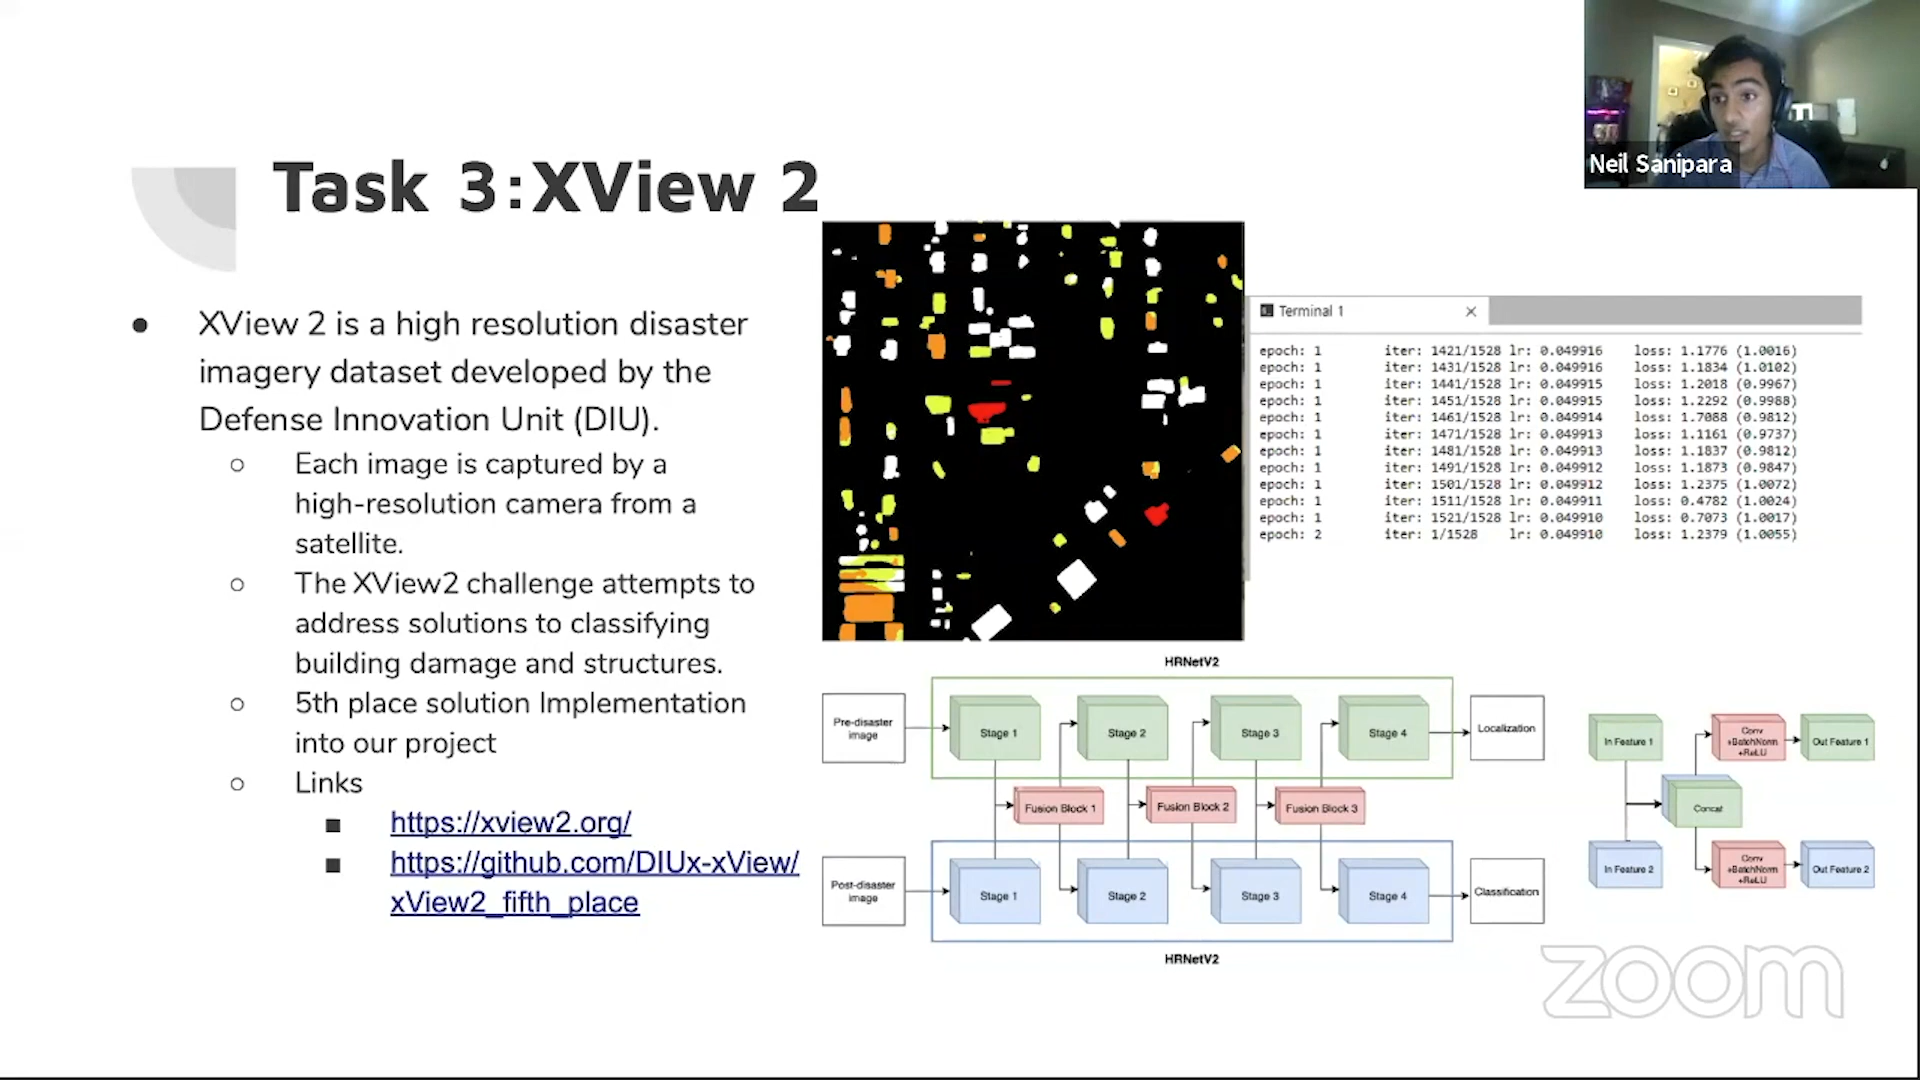 Neil Sanipara
Task 3:XView 2
● XView 2 is a high resolution disaster
imagery dataset developed by the
Defense Innovation Unit (DIU).
○ Each image is captured by a
high-resolution camera from a
satellite.
○ The XView2 challenge attempts to
address solutions to classifying
building damage and structures.
○ 5th place solution Implementation
into our project
○ Links
■ https://xview2.org/
■ https://github.com/DIUx-xView/
xView2_fifth_place
Terminal 1
epoch: 1 iter: 1421/1528 lr: 0.049916 loss: 1.1776 (1.0016)
epoch: 1 iter: 1431/1528 lr: 0.049916 loss: 1.1834 (1.0102)
epoch: 1 iter: 1441/1528 lr: 0.049915 loss: 1.2018 (0.9967)
epoch: 1 iter: 1451/1528 lr: 0.049915 loss: 1.2292 (0.9988)
epoch: 1 iter: 1461/1528 lr: 0.049914 loss: 1.7088 (0.9812)
epoch: 1 iter: 1471/1528 lr: 0.049913 loss: 1.1161 (0.9737)
epoch: 1 iter: 1481/1528 lr: 0.049913 loss: 1.1837 (0.9812)
epoch: 1 iter: 1491/1528 lr: 0.049912 loss: 1.1873 (0.9847)
epoch: 1 iter: 1501/1528 lr: 0.049912 loss: 1.2375 (1.0072)
epoch: 1 iter: 1511/1528 lr: 0.049911 loss: 0.4782 (1.0024)
epoch: 1 iter: 1521/1528 lr: 0.049910 loss: 0.7073 (1.0017)
epoch: 2 iter: 1/1528 lr: 0.049910 loss: 1.2379 (1.0055)
HRNetV2
Pre-disaster
image
Stage 1
Stage 2
Stage 3
Stage 4
Localization
Fusion Block 1
Fusion Block 2
Fusion Block 3
Post-disaster
image
Stage 1
Stage 2
Stage 3
Stage 4
Classification
HRNetV2
In Feature 1
Conv
+BatchNorm
+ReLU
Out Feature 1
Concat
In Feature 2
Conv
+BatchNorm
+ReLU
Out Feature 2
zoom